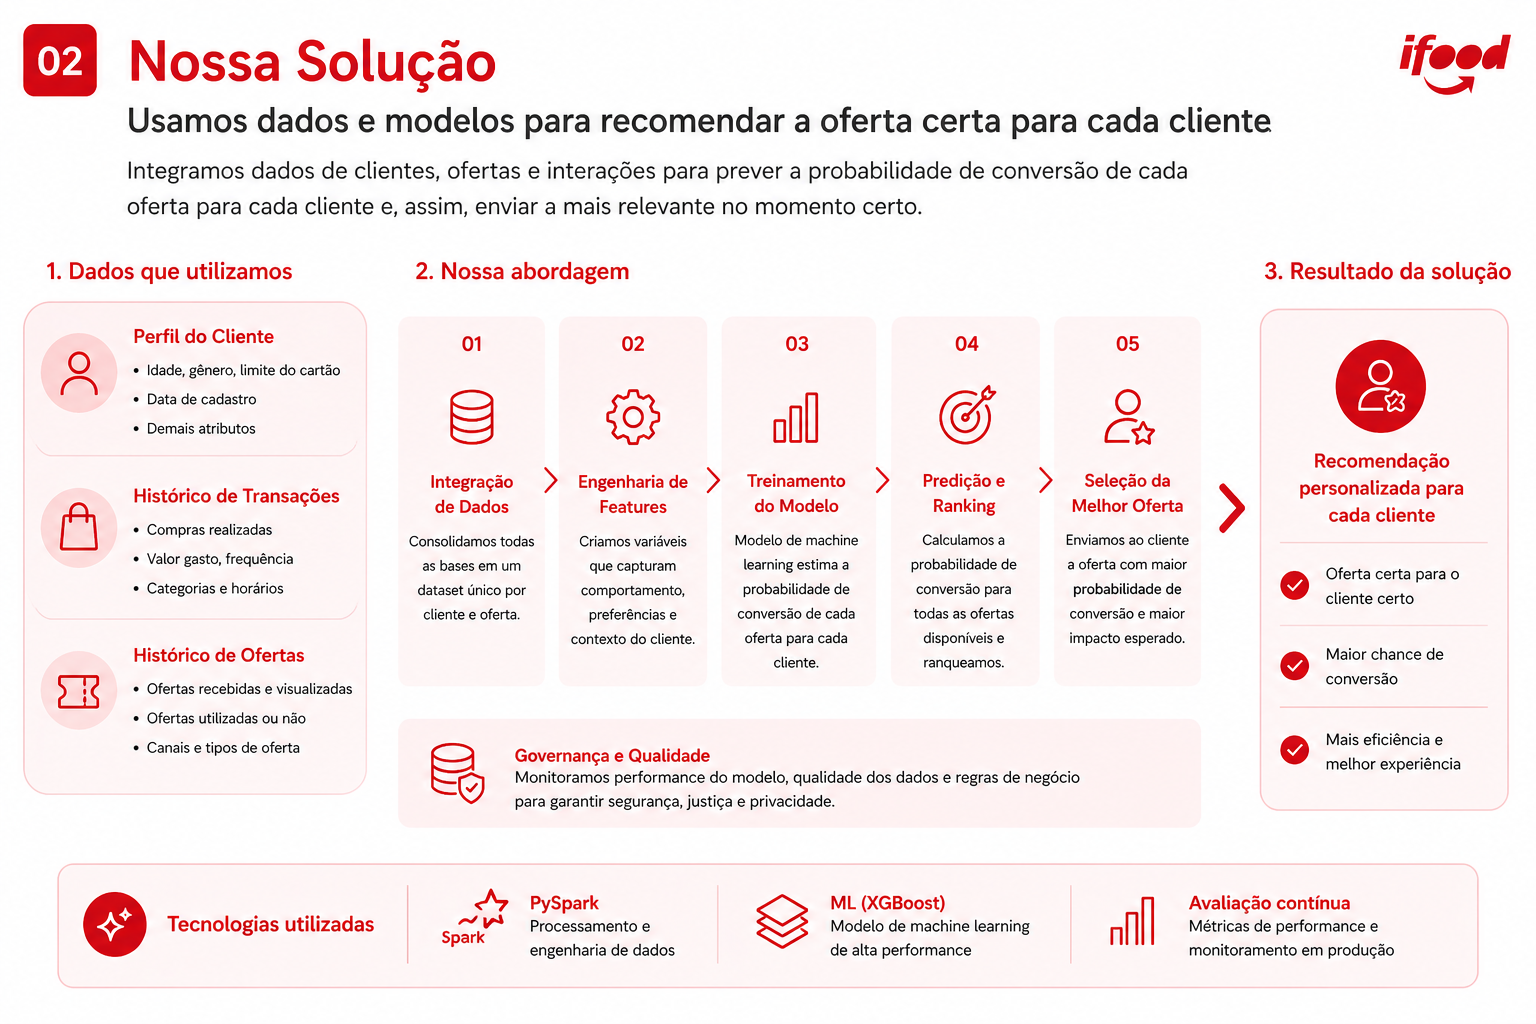 02
Nossa Solução
ifood
Usamos dados e modelos para recomendar a oferta certa para cada cliente
Integramos dados de clientes, ofertas e interações para prever a probabilidade de conversão de cada
oferta para cada cliente e, assim, enviar a mais relevante no momento certo.
1. Dados que utilizamos
Perfil do Cliente
• Idade, gênero, limite do cartão
• Data de cadastro
• Demais atributos
Histórico de Transações
• Compras realizadas
• Valor gasto, frequência
• Categorias e horários
Histórico de Ofertas
• Ofertas recebidas e visualizadas
• Ofertas utilizadas ou não
• Canais e tipos de oferta
2. Nossa abordagem
01
Integração
de Dados
Consolidamos todas
as bases em um
dataset único por
cliente e oferta.
02
Engenharia de
Features
Criamos variáveis
que capturam
comportamento,
preferências e
contexto do cliente.
03
Treinamento
do Modelo
Modelo de machine
learning estima a
probabilidade de
conversão de cada
oferta para cada
cliente.
04
Predição e
Ranking
Calculamos a
probabilidade de
conversão para
todas as ofertas
disponíveis e
ranqueamos.
05
Seleção da
Melhor Oferta
Enviamos ao cliente
a oferta com maior
probabilidade de
conversão e maior
impacto esperado.
Governança e Qualidade
Monitoramos performance do modelo, qualidade dos dados e regras de negócio
para garantir segurança, justiça e privacidade.
3. Resultado da solução
Recomendação
personalizada para
cada cliente
Oferta certa para o
cliente certo
Maior chance de
conversão
Mais eficiência e
melhor experiência
Tecnologias utilizadas
Spark
PySpark
Processamento e
engenharia de dados
ML (XGBoost)
Modelo de machine learning
de alta performance
Avaliação contínua
Métricas de performance e
monitoramento em produção